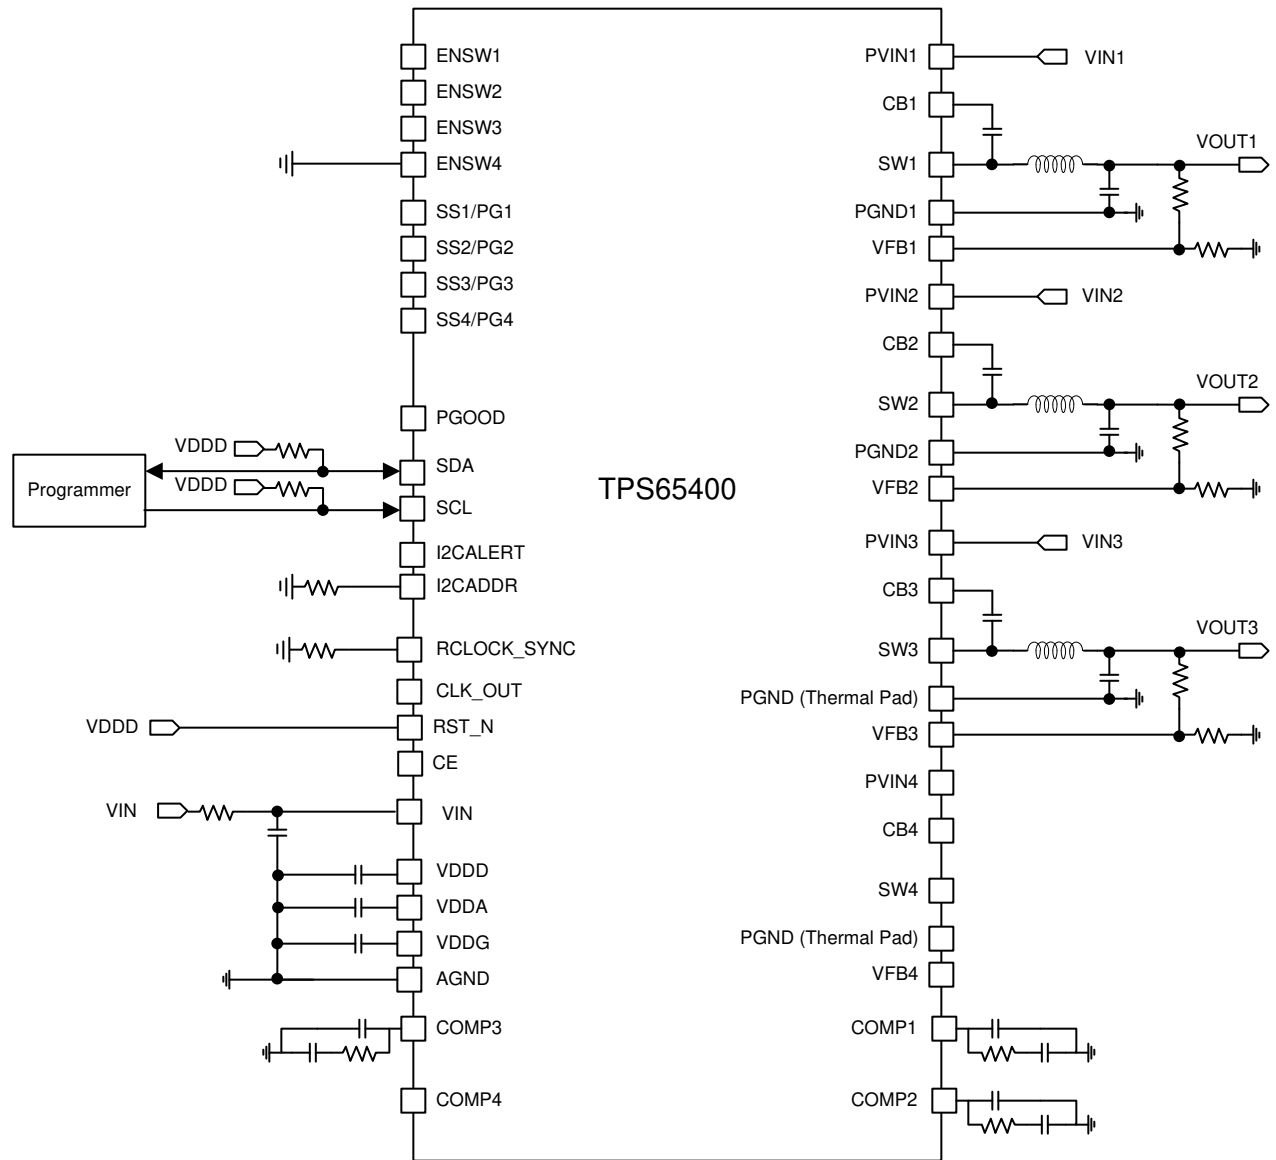 ENSW1
ENSW2
ENSW3
ENSW4
SS1/PG1
SS2/PG2
SS3/PG3
SS4/PG4
PGOOD
VDDD
SDA
Programmer
VDDD
SCL
I2CALERT
I2CADDR
RCLOCK_SYNC
CLK_OUT
VDDD
RST_N
CE
VIN
VIN
VDDD
VDDA
VDDG
AGND
COMP3
COMP4
TPS65400
PVIN1
VIN1
CB1
VOUT1
SW1
PGND1
VFB1
PVIN2
VIN2
CB2
VOUT2
SW2
PGND2
VFB2
PVIN3
VIN3
CB3
VOUT3
SW3
PGND (Thermal Pad)
VFB3
PVIN4
CB4
SW4
PGND (Thermal Pad)
VFB4
COMP1
COMP2